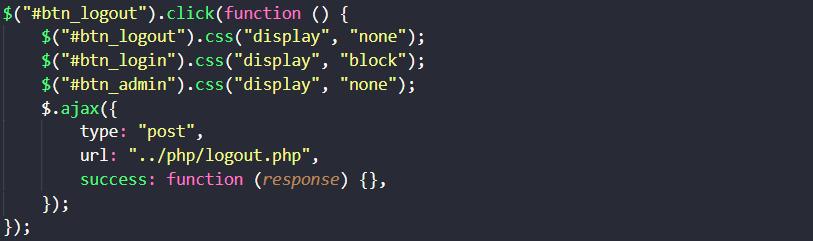 $("#btn_logout").click(function () {
    $("#btn_logout").css("display", "none");
    $("#btn_login").css("display", "block");
    $("#btn_admin").css("display", "none");
    $.ajax({
        type: "post",
        url: "../php/logout.php",
        success: function (response) {},
    });
});